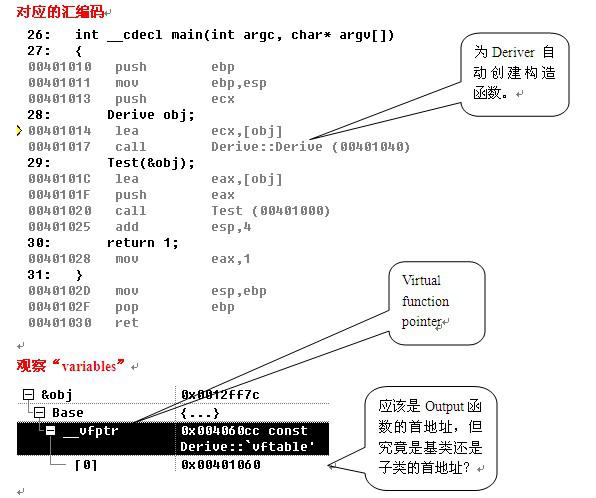 对应的汇编码
26: int __cdecl main(int argc, char* argv[])
27: {
00401010 push ebp
00401011 mov ebp,esp
00401013 push ecx
28: Derive obj;
00401014 lea ecx,[obj]
00401017 call Derive::Derive (00401040)
29: Test(&obj);
0040101C lea eax,[obj]
0040101F push eax
00401020 call Test (00401000)
00401025 add esp,4
30: return 1;
00401028 mov eax,1
31: }
0040102D mov esp,ebp
0040102F pop ebp
00401030 ret
为 Deriver 自
动创建构造
函数。
Virtual
function
pointer
观察“variables”
&obj 0x0012ff7c
Base {...}
__vfptr 0x004060cc const
Derive::`vftable'
[0] 0x00401060
应该是 Output 函
数的首地址，但
究竟是基类还是
子类的首地址？